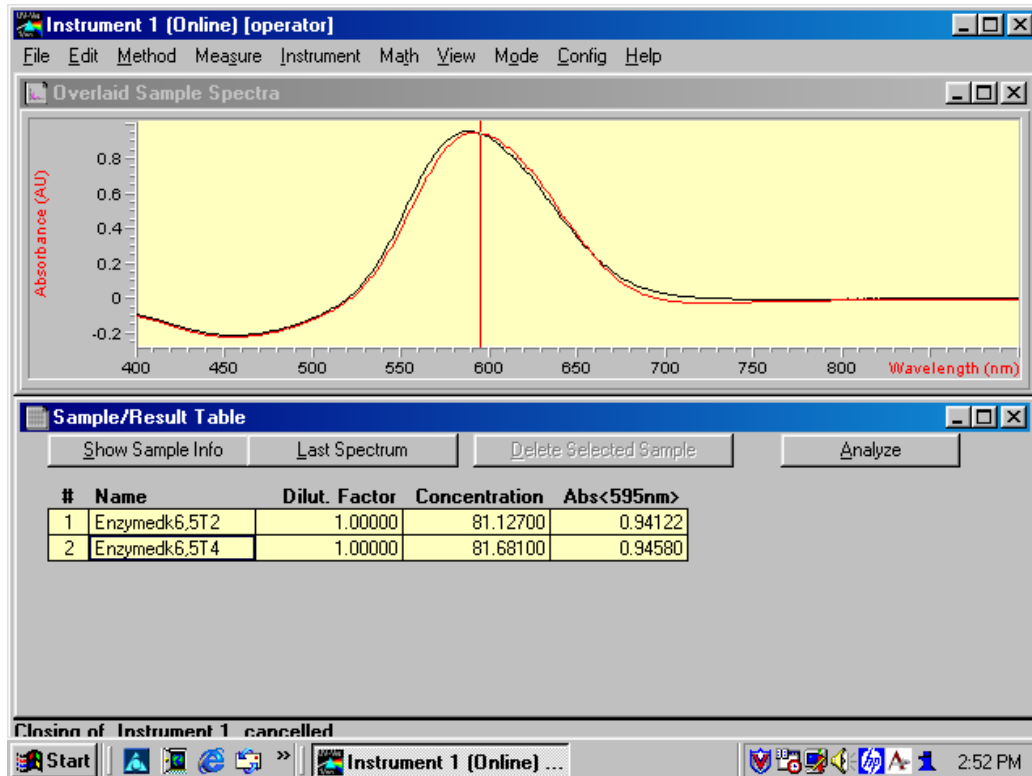 Instrument 1 (Online) [operator]
File Edit Method Measure Instrument Math View Mode Config Help
Overlaid Sample Spectra
Absorbance (AU)
0.8
0.6
0.4
0.2
0
-0.2
400 450 500 550 600 650 700 750 800 Wavelength (nm)
Sample/Result Table
Show Sample Info Last Spectrum Delete Selected Sample Analyze
# Name Dilut. Factor Concentration Abs<595nm>
1 Enzymedk6,5T2 1.00000 81.12700 0.94122
2 Enzymedk6,5T4 1.00000 81.68100 0.94580
Closing of Instrument 1 cancelled
Start » Instrument 1 (Online) ... hp 2:52 PM